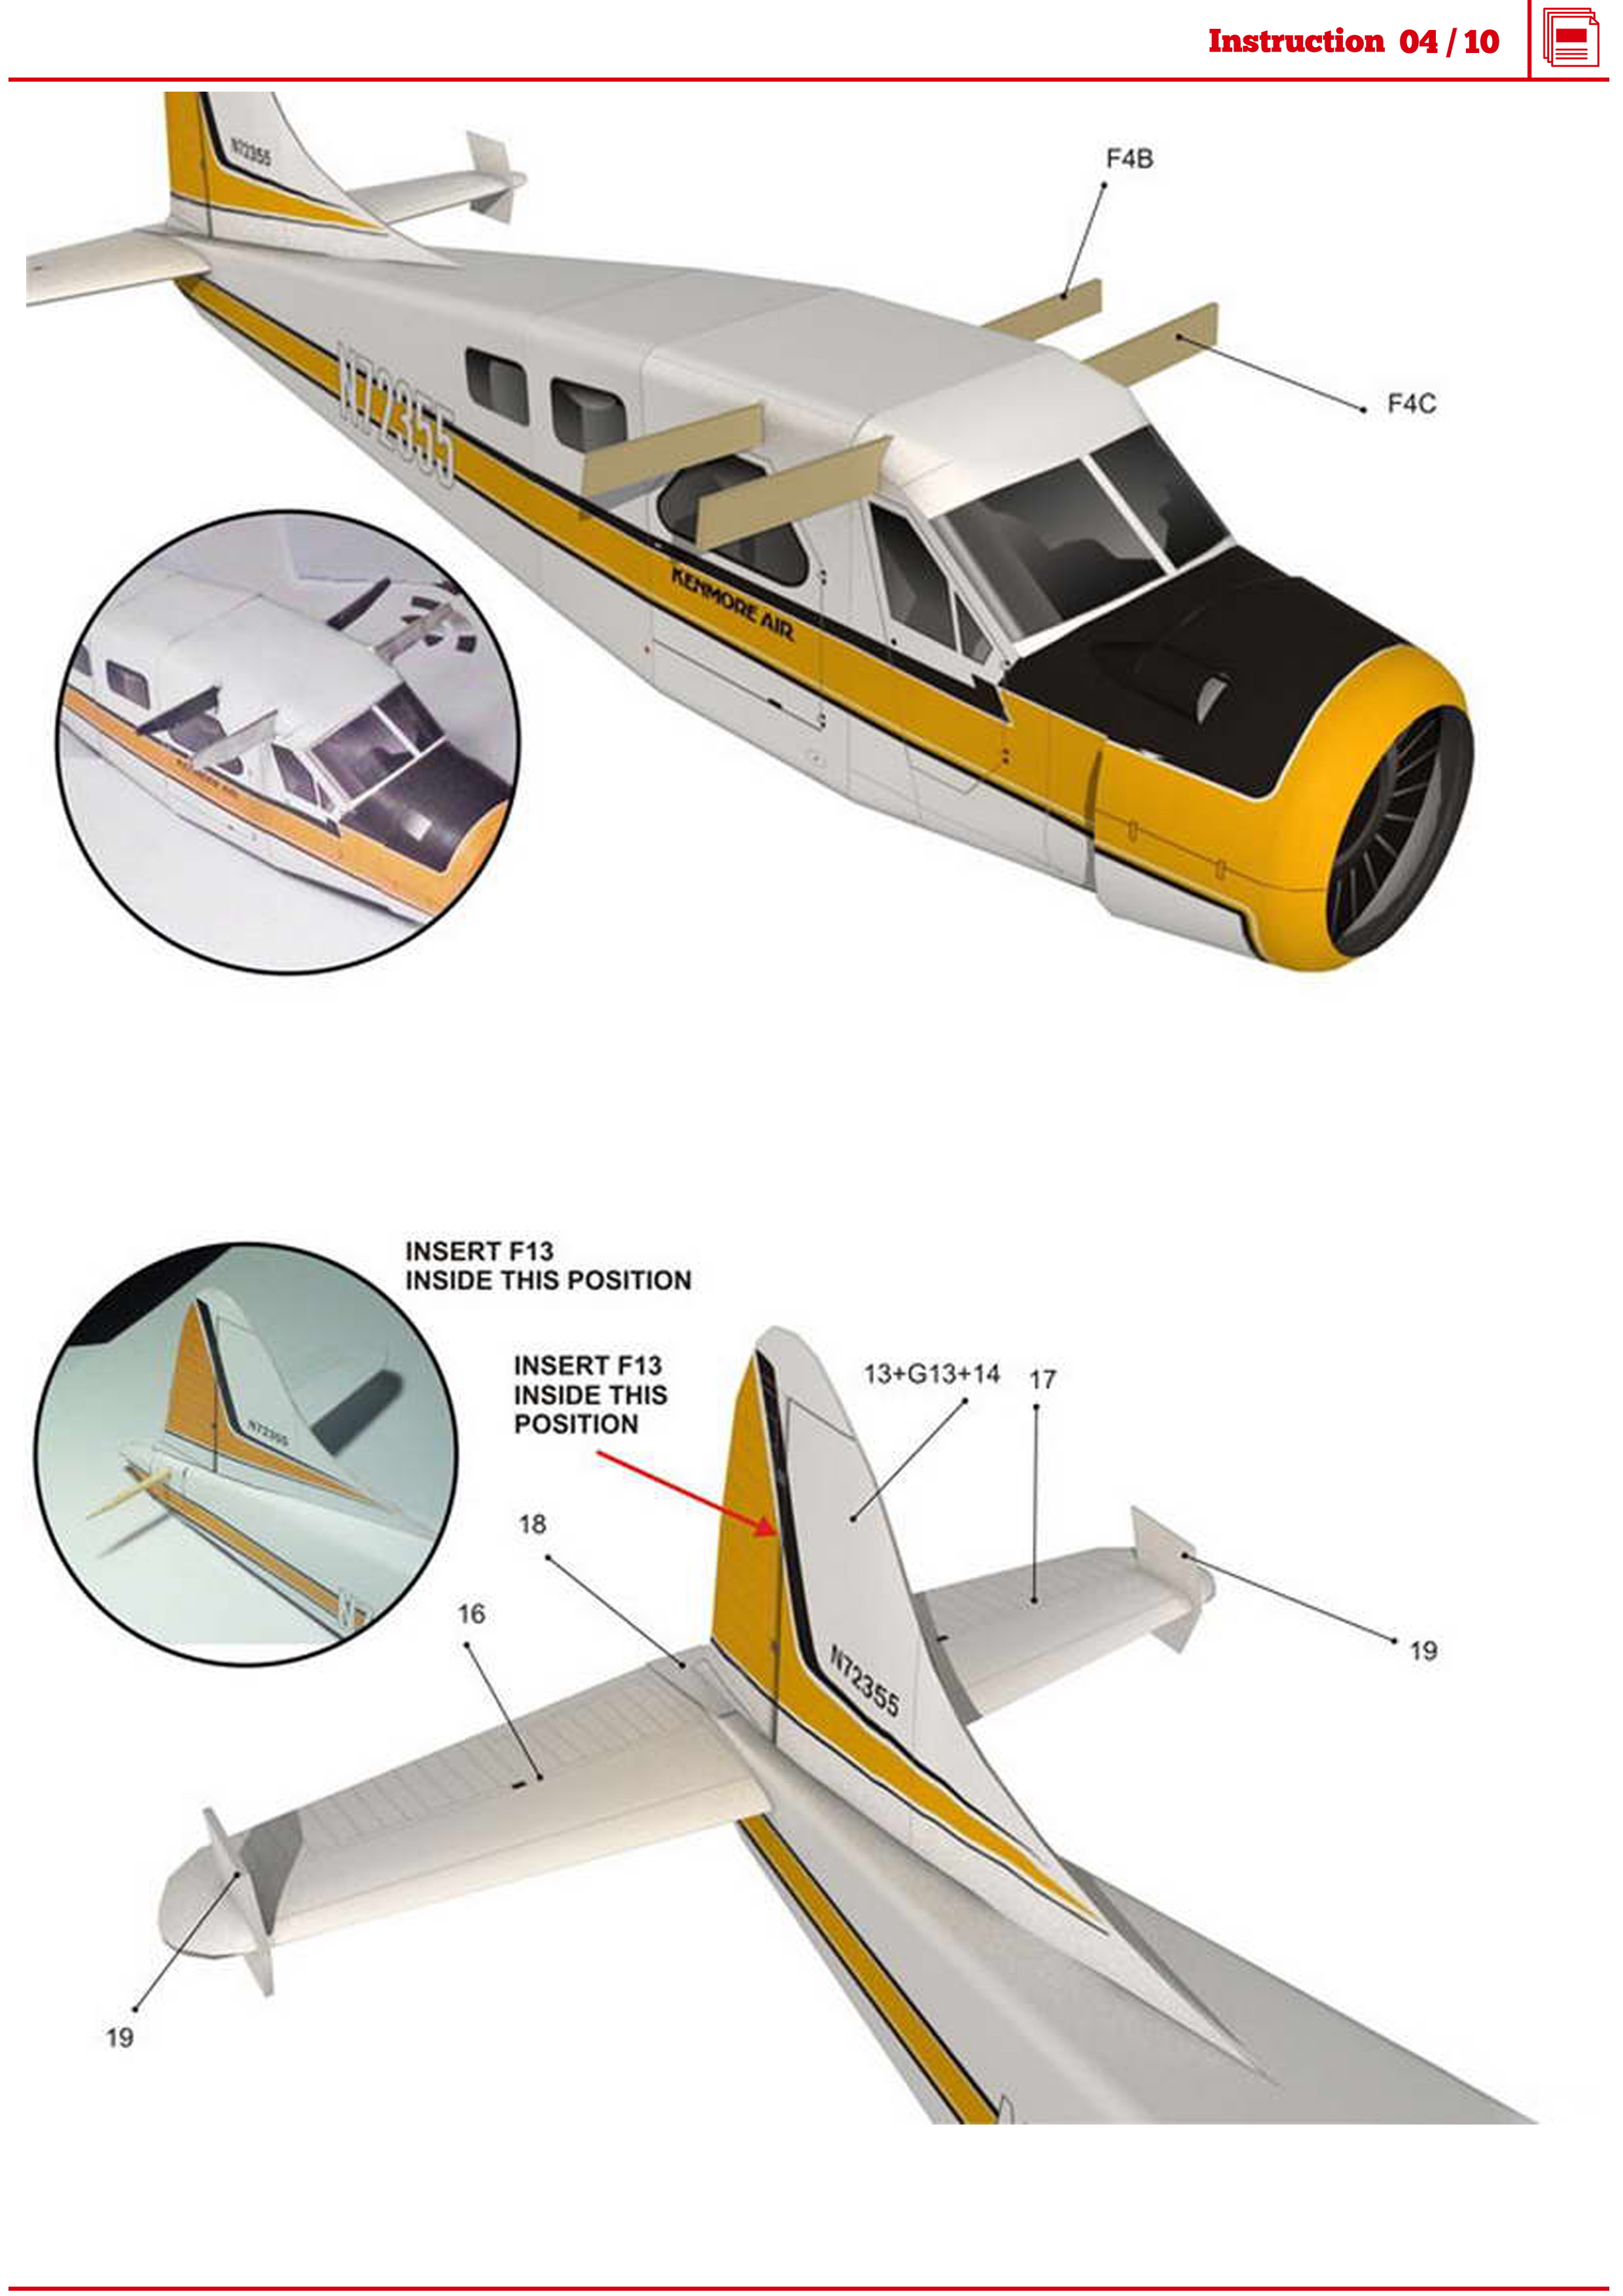 Instruction 04 / 10
N72355
F4B
F4C
N72355
KENMORE AIR
INSERT F13
INSIDE THIS POSITION
INSERT F13
INSIDE THIS
POSITION
13+G13+14
17
N72355
18
16
19
N72355
19